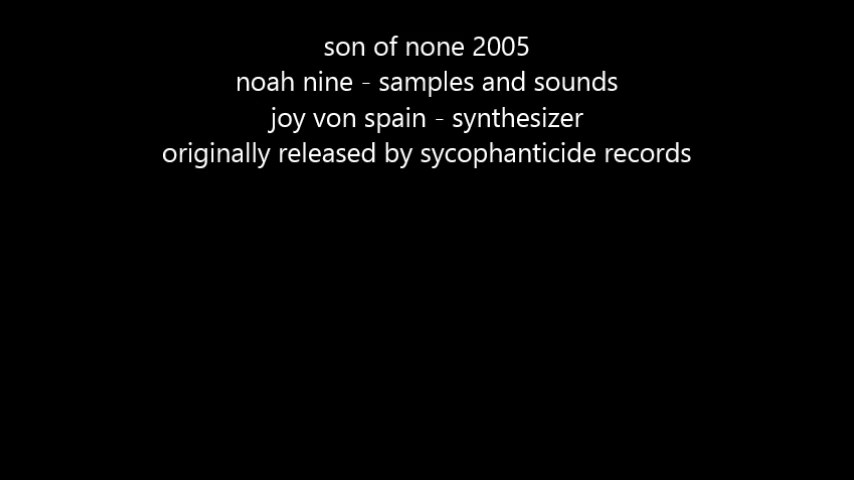 son of none 2005
noah nine - samples and sounds
joy von spain - synthesizer
originally released by sycophanticide records